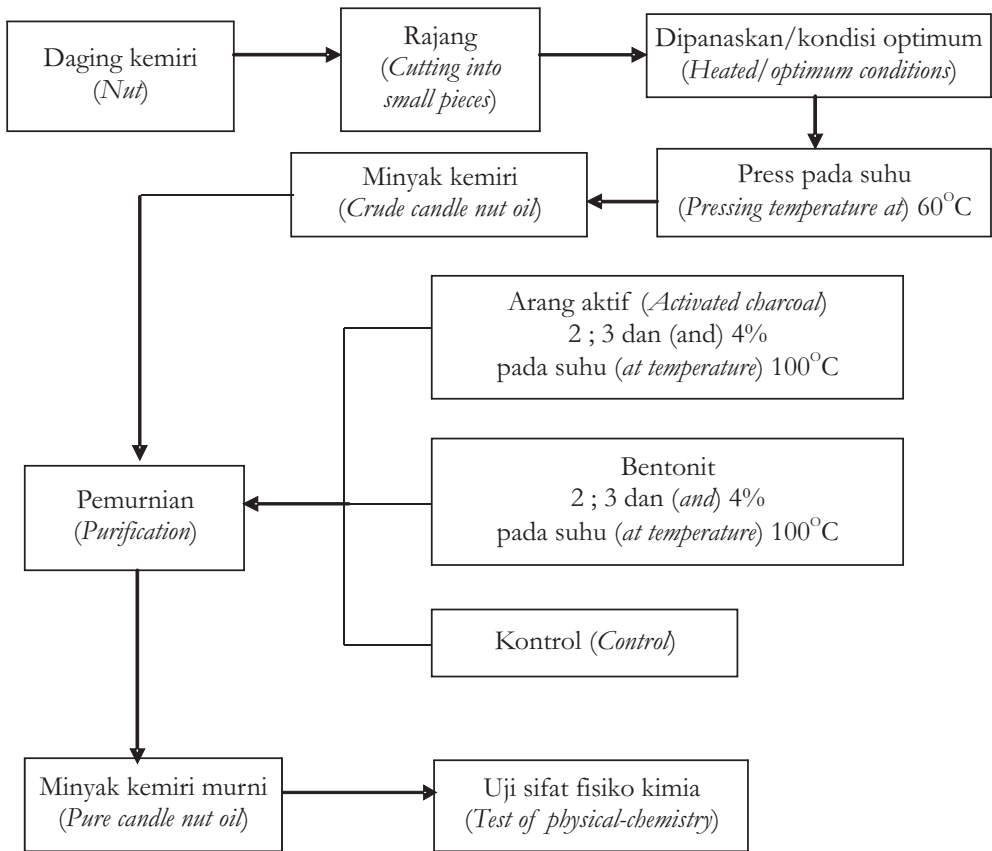 Daging kemiri
(Nut)
Rajang
(Cutting into
small pieces)
Dipanaskan/kondisi optimum
(Heated/optimum conditions)
Press pada suhu
(Pressing temperature at) 60°C
Minyak kemiri
(Crude candle nut oil)
Arang aktif (Activated charcoal)
2 ; 3 dan (and) 4%
pada suhu (at temperature) 100°C
Bentonit
2 ; 3 dan (and) 4%
pada suhu (at temperature) 100°C
Kontrol (Control)
Pemurnian
(Purification)
Minyak kemiri murni
(Pure candle nut oil)
Uji sifat fisiko kimia
(Test of physical-chemistry)